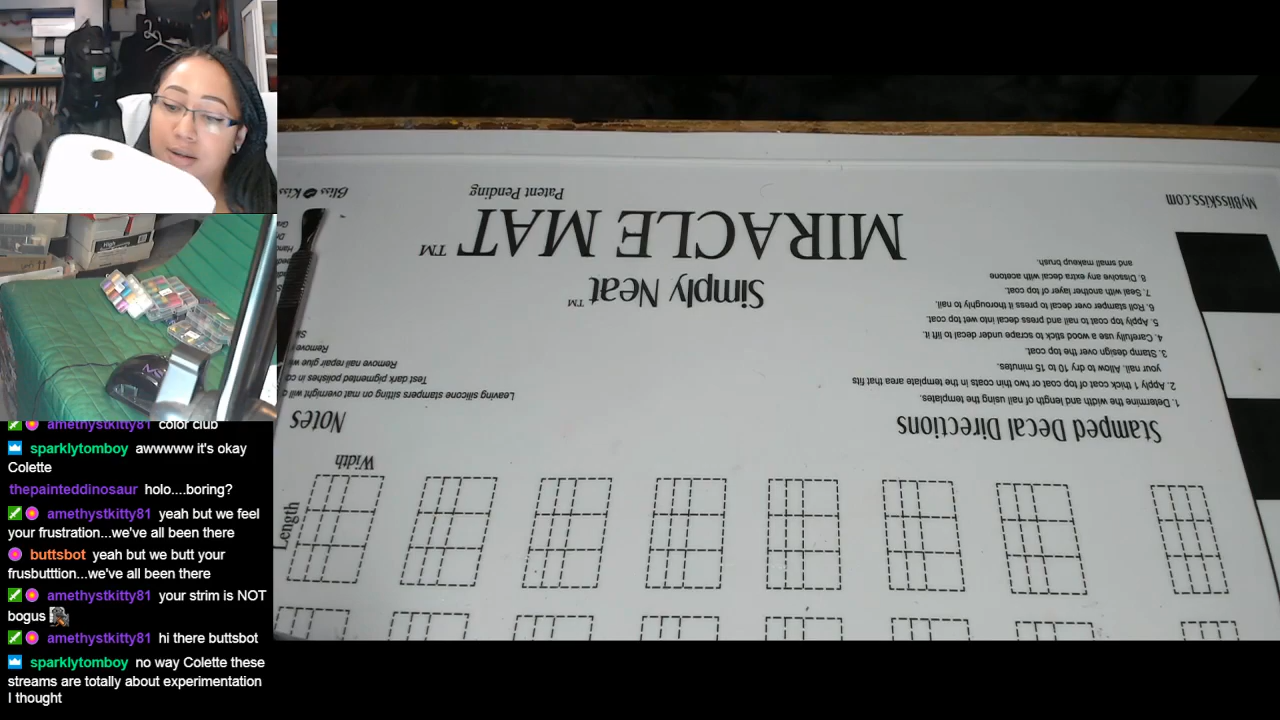 amethystkitty81 color club
sparklytomboy awwwww it's okay
Colette
thepainteddinosaur holo....boring?
amethystkitty81 yeah but we feel
your frustration...we've all been there
buttsbot yeah but we butt your
frusbutttion...we've all been there
amethystkitty81 your strim is NOT
bogus
amethystkitty81 hi there buttsbot
sparklytomboy no way Colette these
streams are totally about experimentation
I thought
Length
Width
Stamped Decal Directions
1. Determine the width and length of nail using the templates.
2. Apply 1 thick coat of top coat or two thin coats in the template area that fits
your nail. Allow to dry 10 to 15 minutes.
3. Stamp design over the top coat.
4. Carefully use a wood stick to scrape under decal to lift it.
5. Apply top coat to nail and press decal into wet top coat.
6. Roll stamper over decal to press it thoroughly to nail.
7. Seal with another layer of top coat.
8. Dissolve any extra decal with acetone
and small makeup brush.
Notes
Leaving silicone stampers sitting on mat overnight will
Test dark pigmented polishes in
Remove nail repair glue
Remove
Simply Neat™
MIRACLE MAT™
Patent Pending
MyBlissKiss.com
Bliss Kiss
High